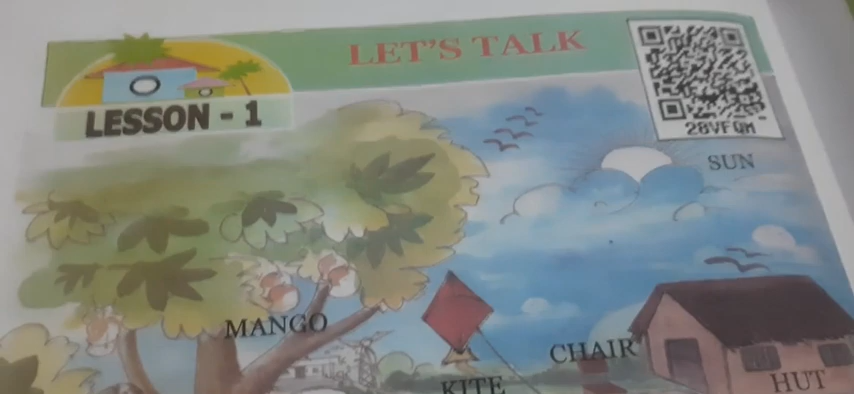 LET'S TALK
LESSON - 1
28VFQM
SUN
MANGO
CHAIR
KITE
HUT